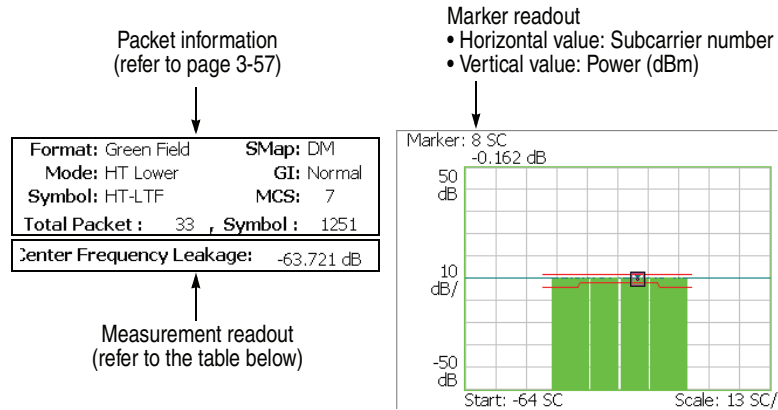 Packet information
(refer to page 3-57)
Format: Green Field SMap: DM
Mode: HT Lower GI: Normal
Symbol: HT-LTF MCS: 7
Total Packet : 33 , Symbol : 1251
Center Frequency Leakage: -63.721 dB
Measurement readout
(refer to the table below)
Marker readout
• Horizontal value: Subcarrier number
• Vertical value: Power (dBm)
Marker: 8 SC
-0.162 dB
50
dB
10
dB/
-50
dB
Start: -64 SC Scale: 13 SC/